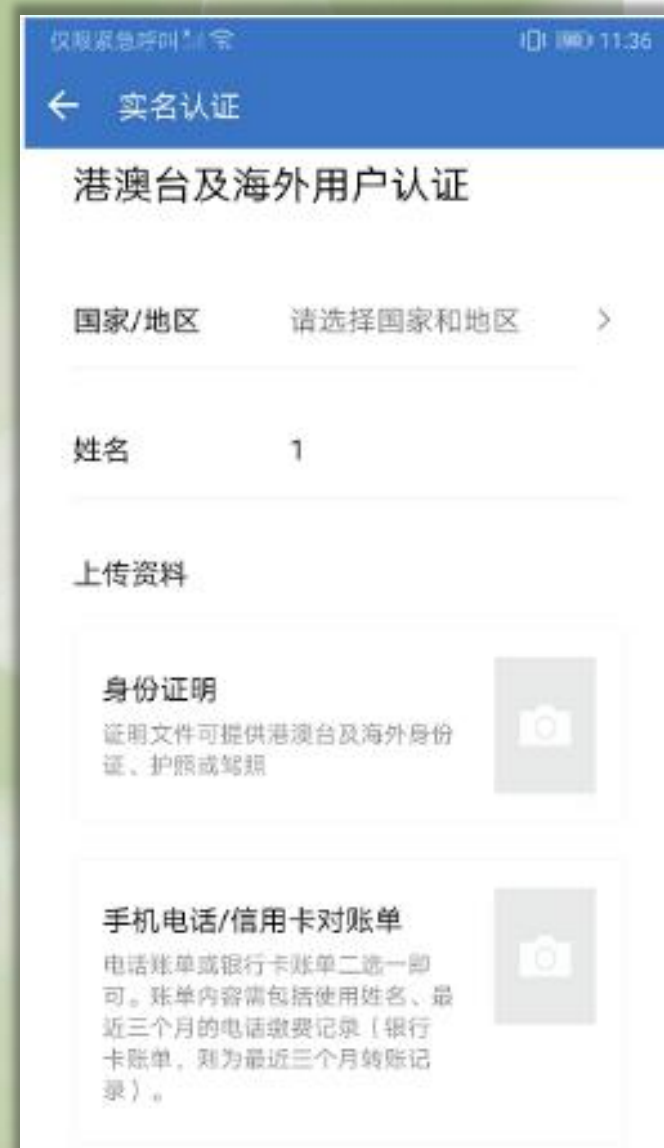 仅限紧急呼叫
11:36
← 实名认证
港澳台及海外用户认证
国家/地区 请选择国家和地区 >
姓名 1
上传资料
身份证明
证明文件可提供港澳台及海外身份
证、护照或驾照
手机电话/信用卡对账单
电话账单或银行卡账单二选一即
可。账单内容需包括使用姓名、最
近三个月的电话缴费记录（银行
卡账单，则为最近三个月转账记
录）。